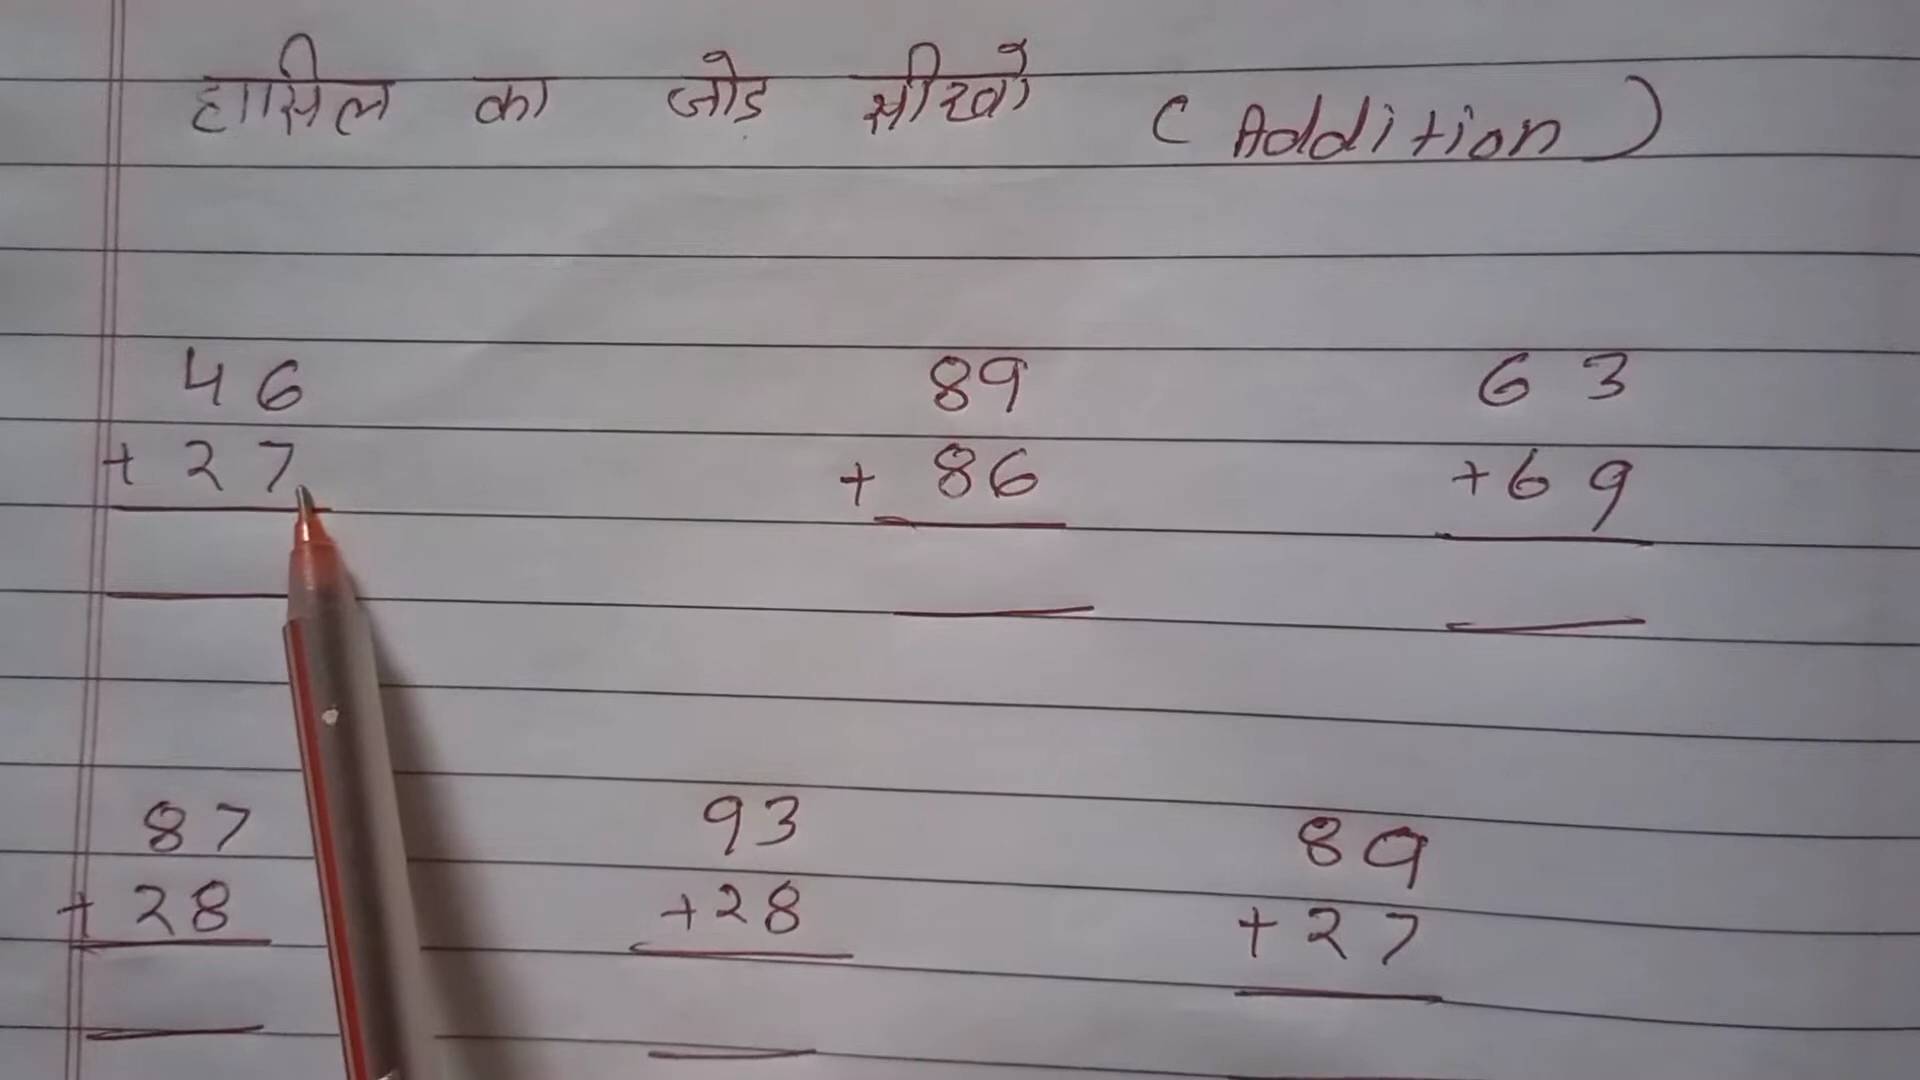 हासिल का जोड़ सीखो (Addition)
46 89 63
+ 27 + 86 + 69
87 93 89
+ 28 + 28 + 27